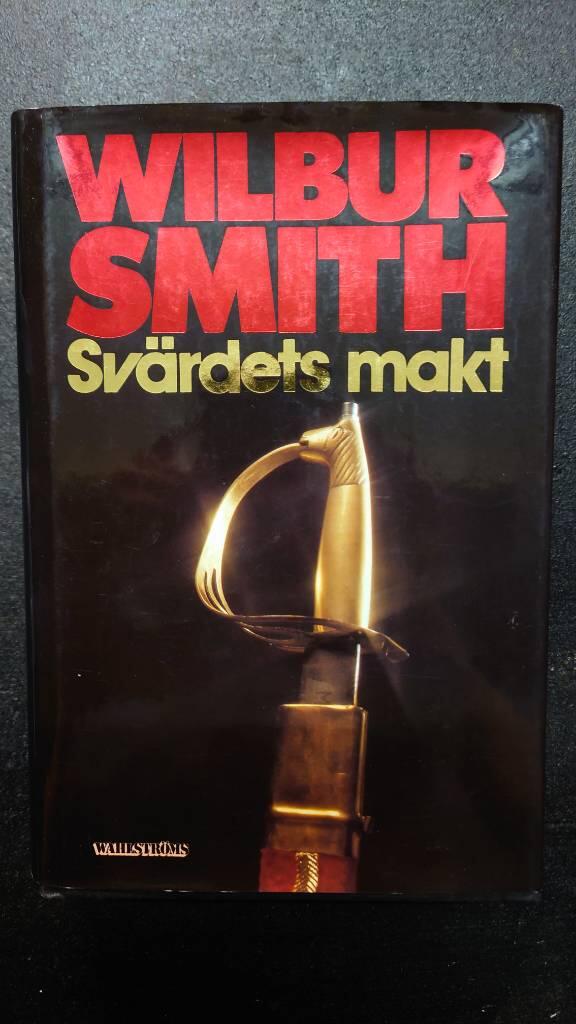 WILBUR
SMITH
Svärdets makt
WAHLSTRÖMS